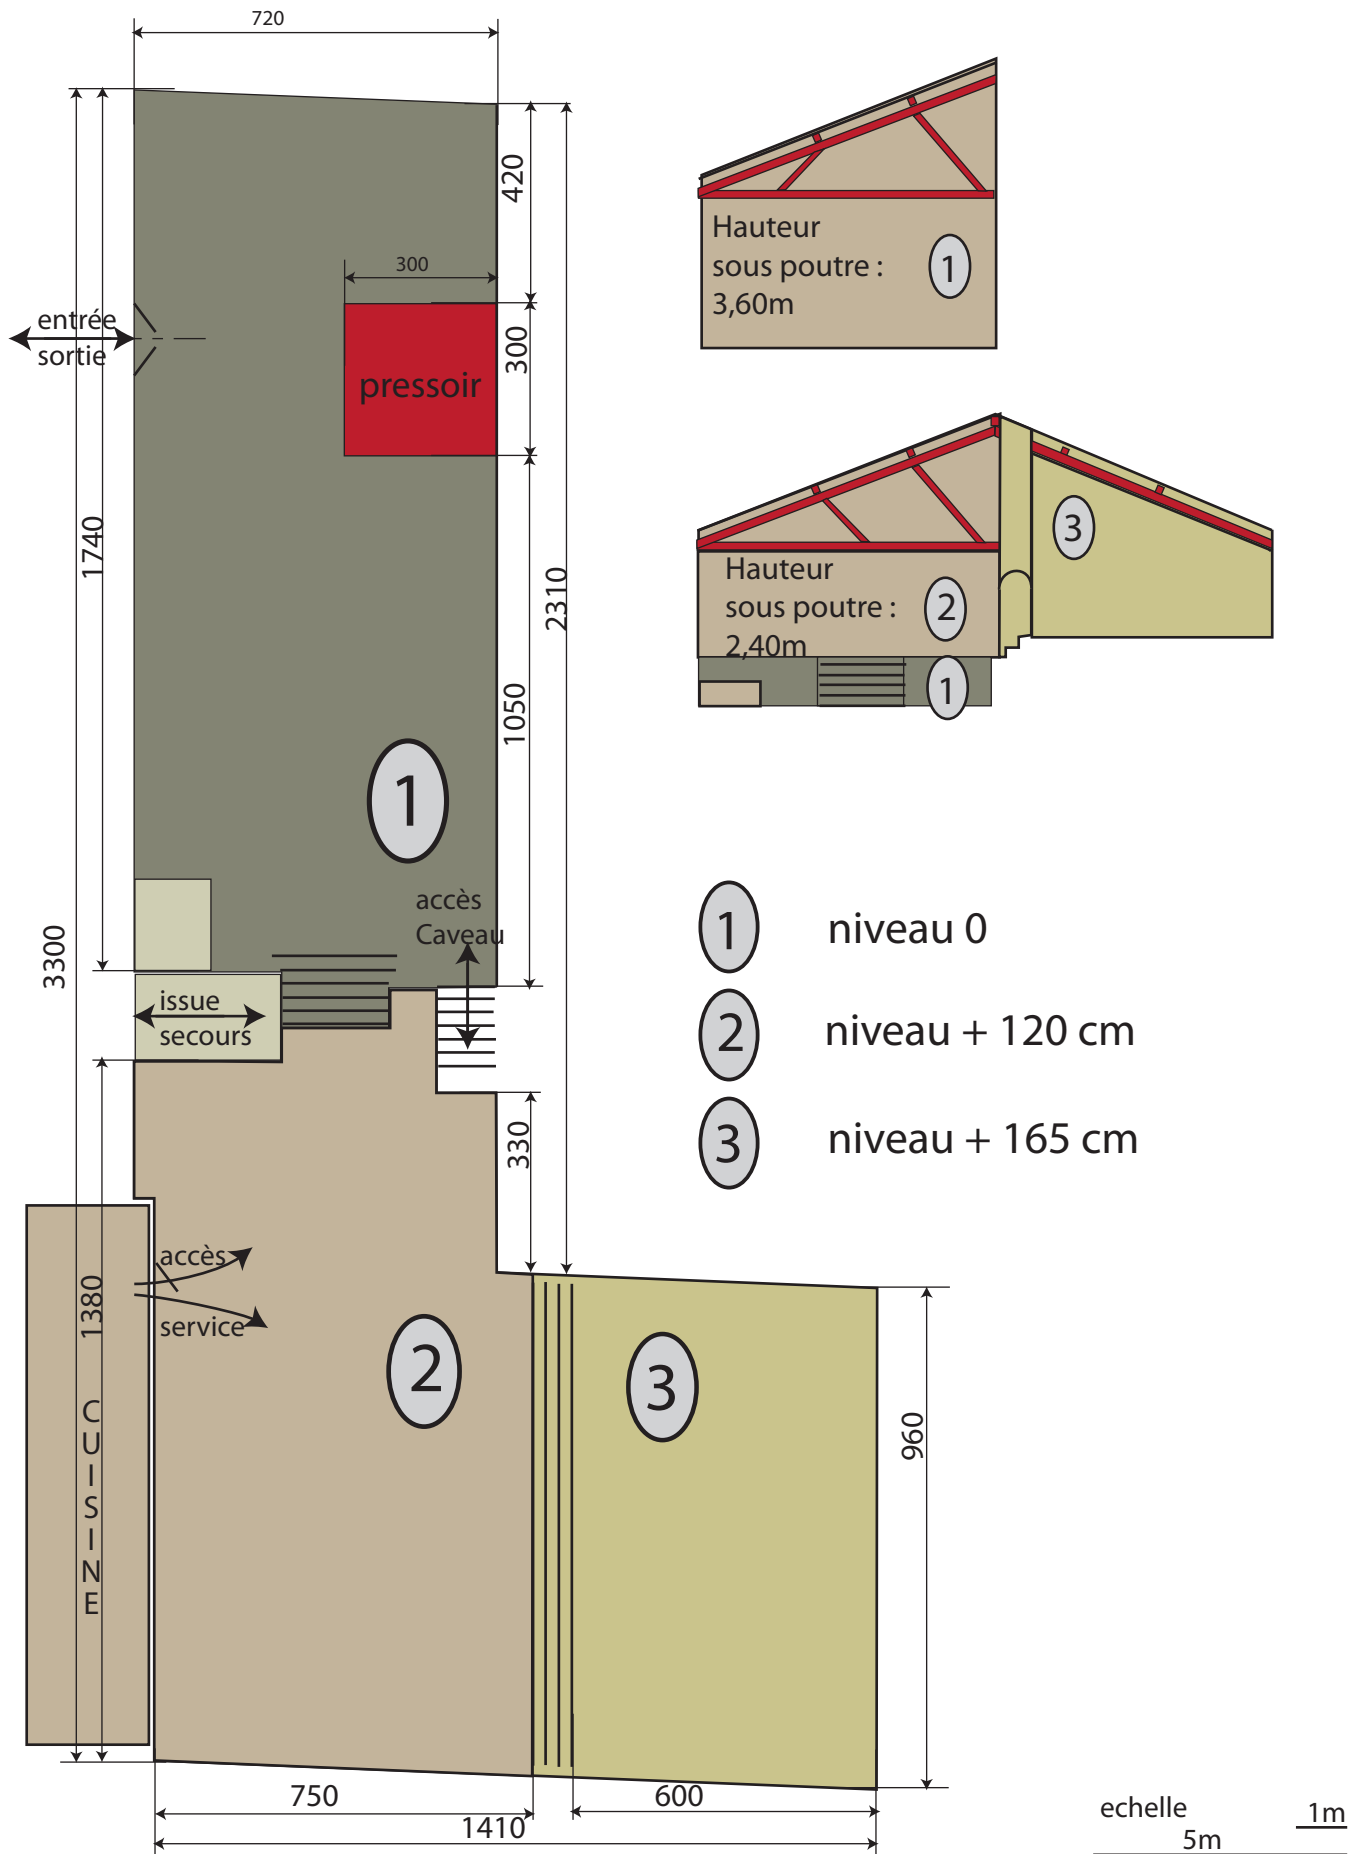 720
420
300
Hauteur
sous poutre :
3,60m
1
entrée
sortie
300
pressoir
1740
2310
3
Hauteur
sous poutre :
2,40m
2
1
1050
1
accès
Caveau
1 niveau 0
3300
issue
secours
2 niveau + 120 cm
330
3 niveau + 165 cm
accès
service
1380
2
3
960
CUISINE
750
600
1410
echelle 1m
5m